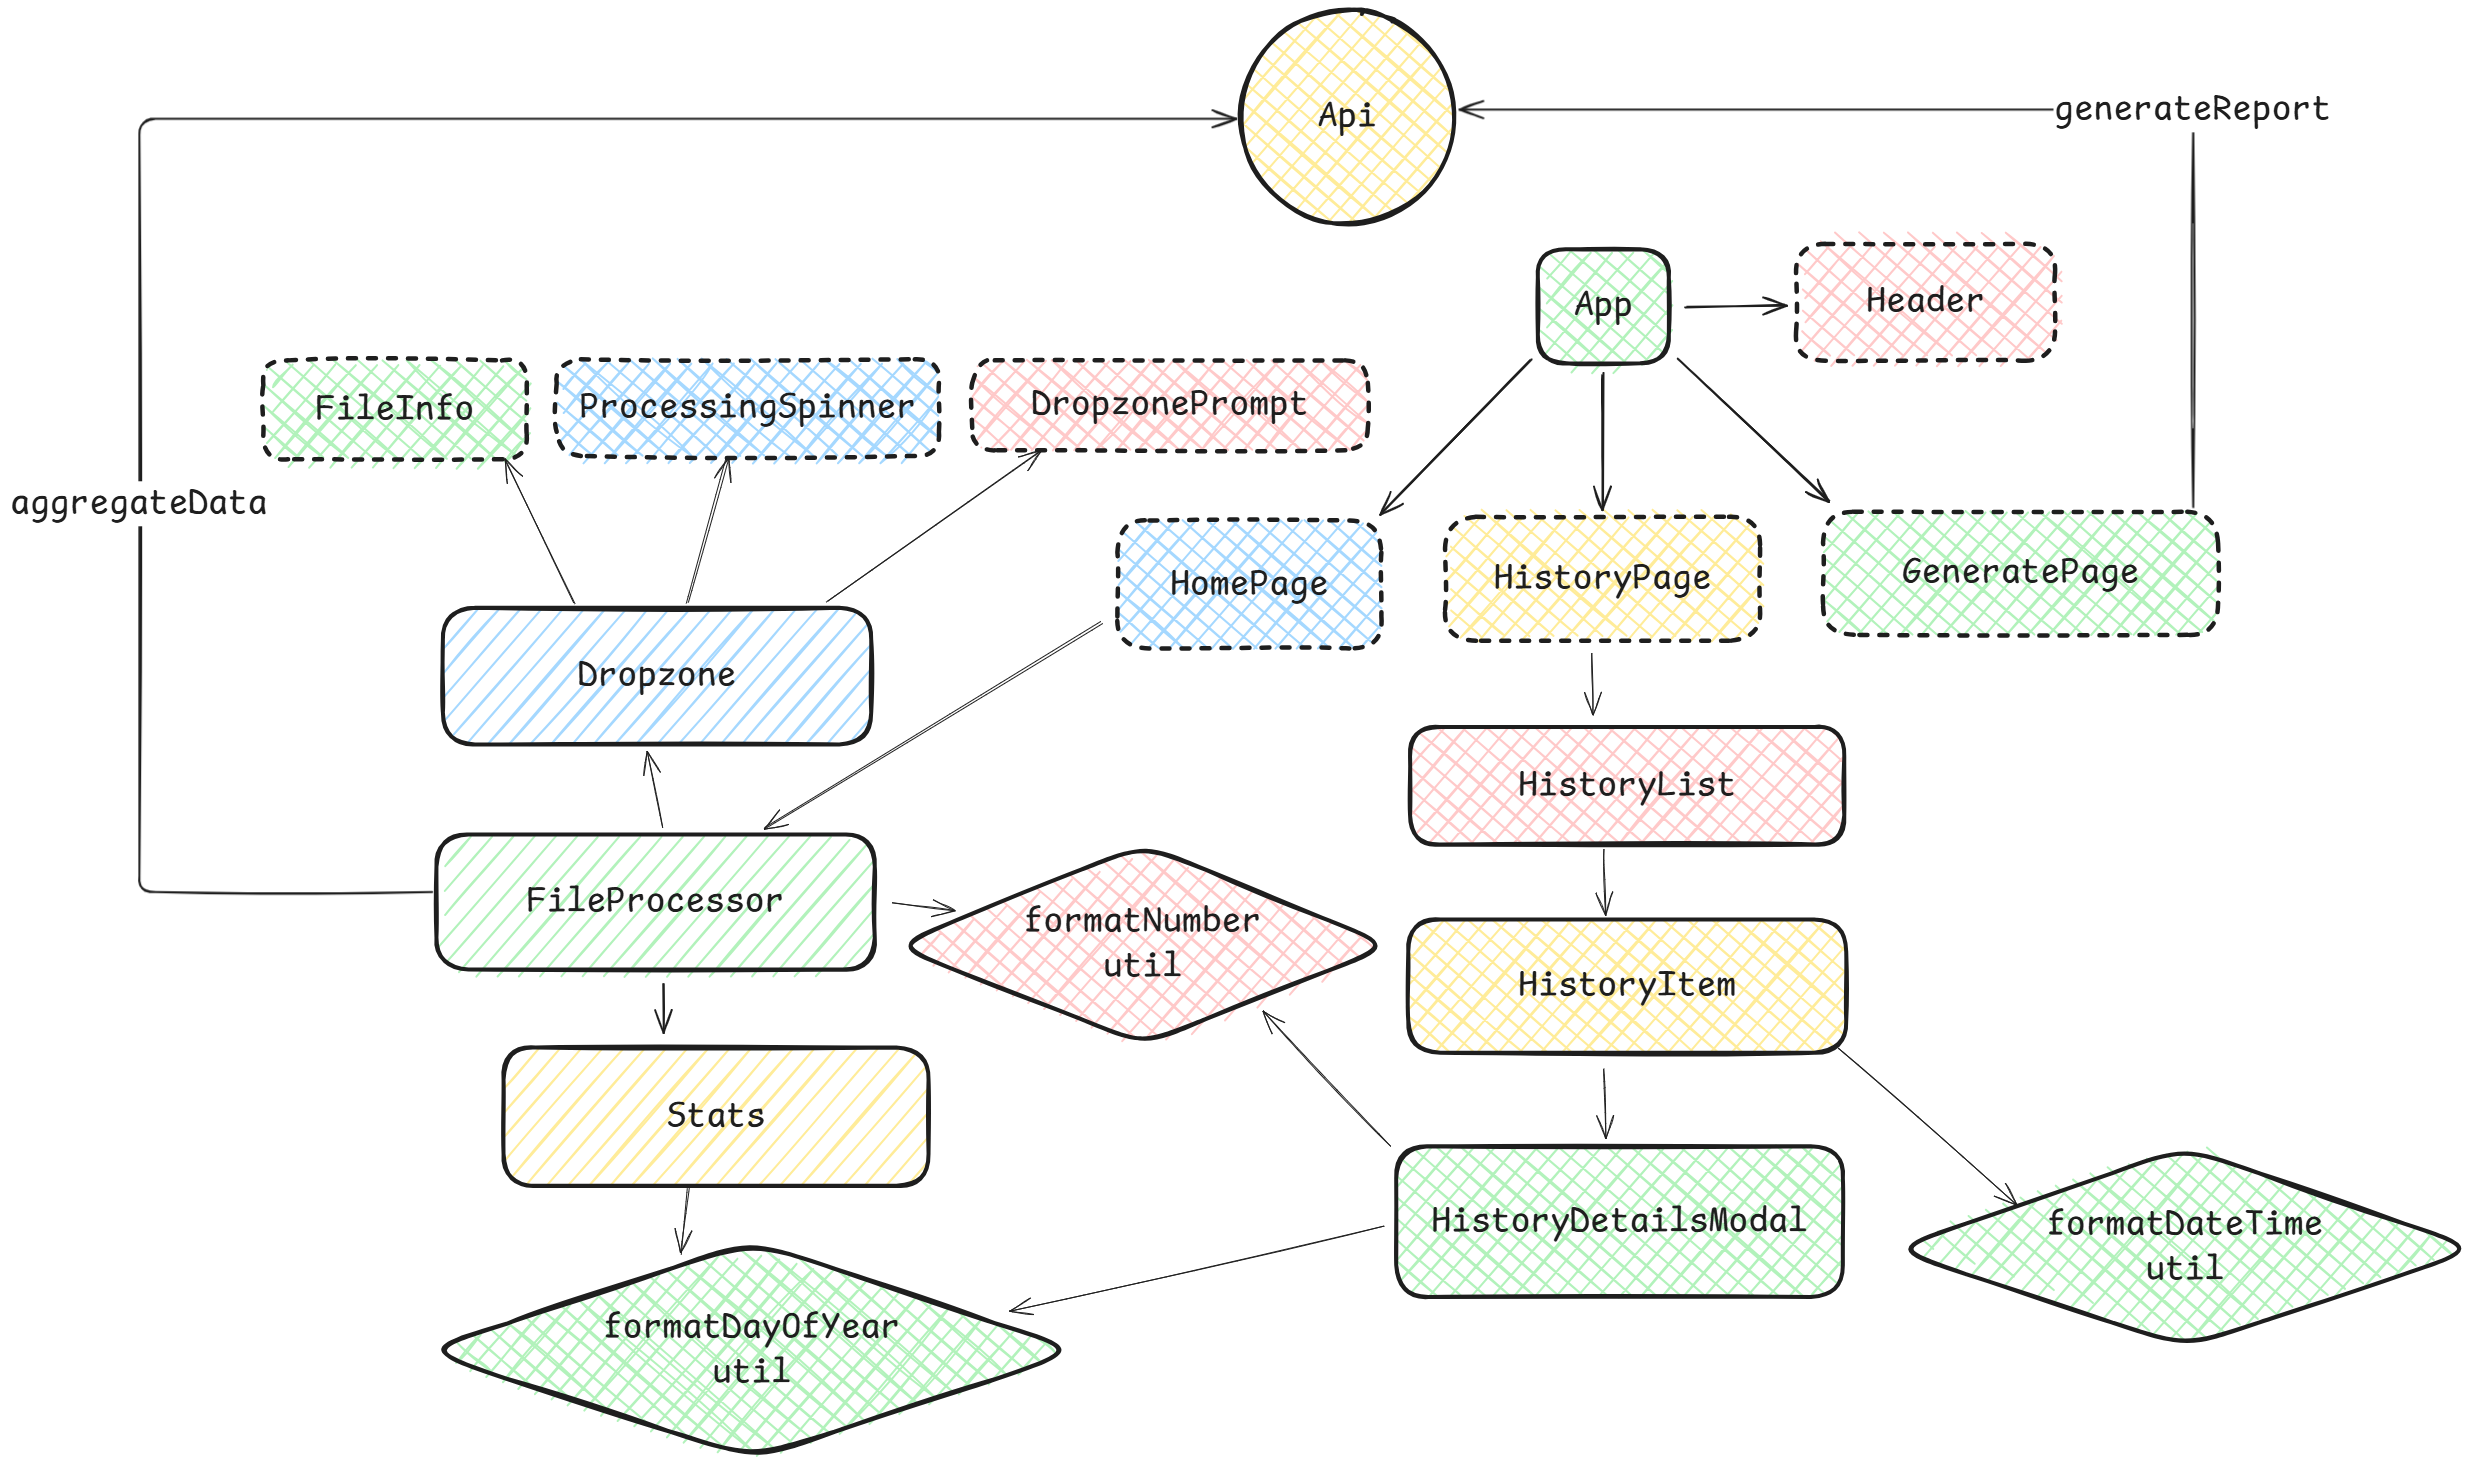 Api
generateReport
App
Header
FileInfo
ProcessingSpinner
DropzonePrompt
aggregateData
HomePage
HistoryPage
GeneratePage
Dropzone
HistoryList
FileProcessor
formatNumber
util
HistoryItem
Stats
HistoryDetailsModal
formatDateTime
util
formatDayOfYear
util